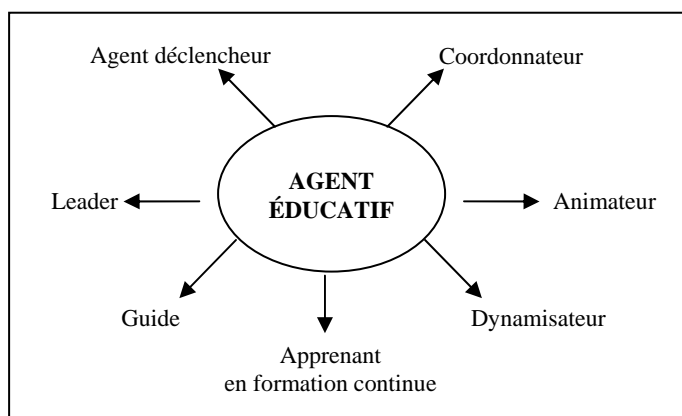 Agent déclencheur
Coordonnateur
AGENT
ÉDUCATIF
Leader
Animateur
Guide
Dynamisateur
Apprenant
en formation continue